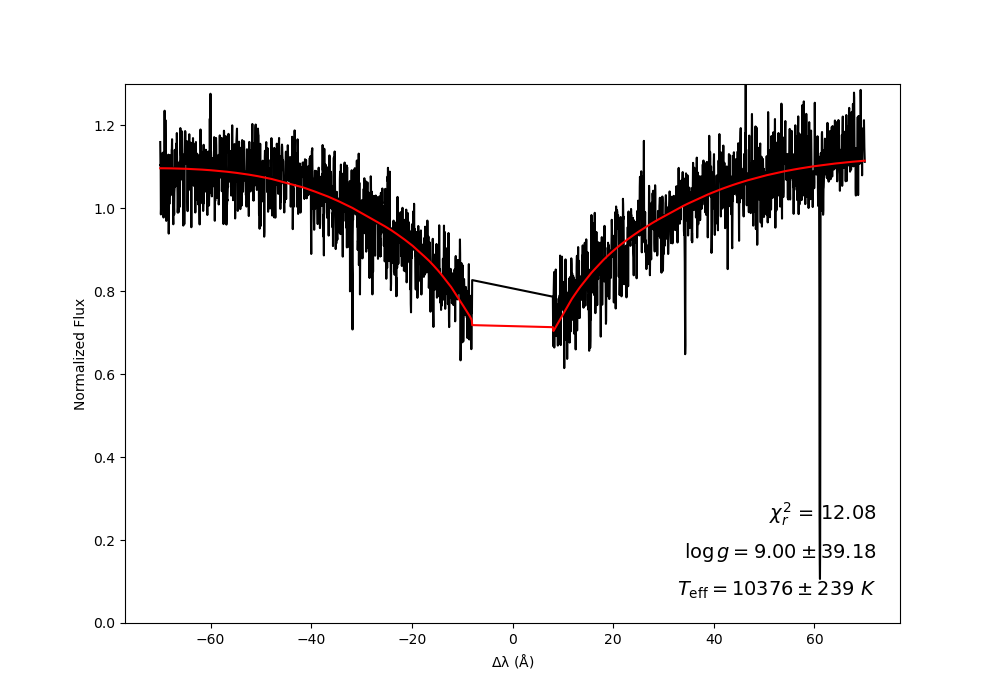 Normalized Flux
1.2
1.0
0.8
0.6
0.4
0.2
0.0
−60
−40
−20
0
20
40
60
Δλ (Å)
χ²ᵣ = 12.08
log g = 9.00 ± 39.18
T_eff = 10376 ± 239 K